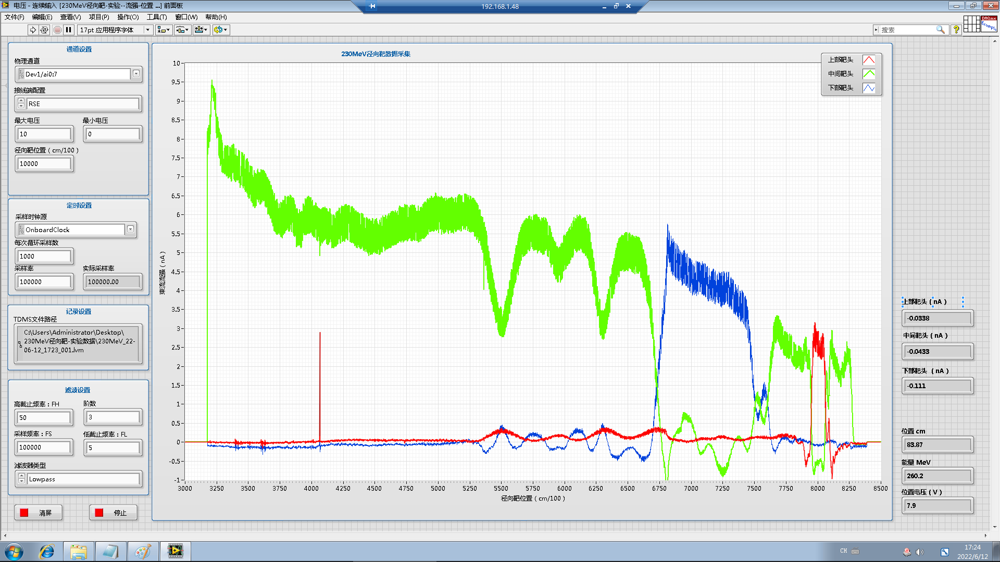 电压 - 连续输入 [230MeV径向靶-实验--流强-位置 ...] 前面板
192.168.1.48
文件(F) 编辑(E) 查看(V) 项目(P) 操作(O) 工具(T) 窗口(W) 帮助(H)
17pt 应用程序字体
搜索
DAQmx
Example
通道设置
物理通道
Dev1/ai0:7
接线端配置
RSE
最大电压 最小电压
10 0
径向靶位置（cm/100）
10000
定时设置
采样时钟源
OnboardClock
每次循环采样数
1000
采样率 实际采样率
100000 100000.00
记录设置
TDMS文件路径
C:\Users\Administrator\Desktop\
230MeV径向靶-实验数据\230MeV_22-
06-12_1723_001.lvm
滤波设置
高截止频率：FH 阶数
50 3
采样频率：FS 低截止频率：FL
100000 5
滤波器类型
Lowpass
清屏 停止
230MeV径向靶数据采集
上部靶头
中间靶头
下部靶头
束流流强（nA）
10
9.5
9
8.5
8
7.5
7
6.5
6
5.5
5
4.5
4
3.5
3
2.5
2
1.5
1
0.5
0
-0.5
-1
3000 3250 3500 3750 4000 4250 4500 4750 5000 5250 5500 5750 6000 6250 6500 6750 7000 7250 7500 7750 8000 8250 8500
径向靶位置（cm/100）
上部靶头（nA）
-0.0338
中间靶头（nA）
-0.0433
下部靶头 （nA）
-0.111
位置 cm
83.87
能量 MeV
260.2
位置电压（V）
7.9
CH
17:24
2022/6/12